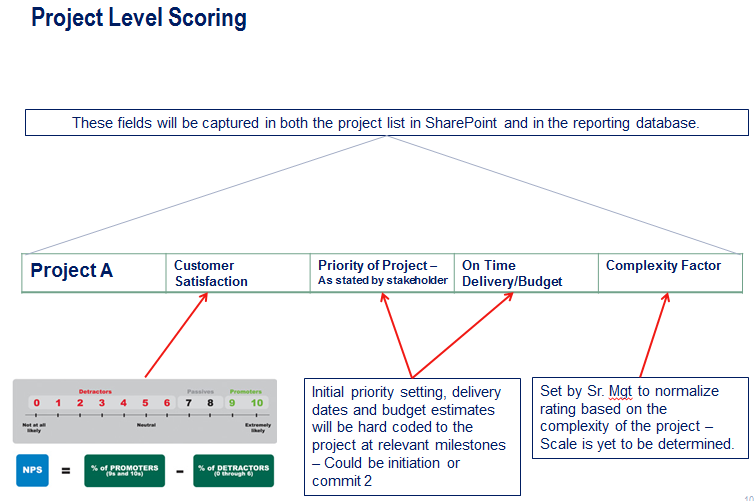 Project Level Scoring
These fields will be captured in both the project list in SharePoint and in the reporting database.
Project A
Customer
Satisfaction
Priority of Project –
As stated by stakeholder
On Time
Delivery/Budget
Complexity Factor
Detractors
Passives
Promoters
0 1 2 3 4 5 6 7 8 9 10
Not at all
likely
Neutral
Extremely
likely
NPS = % of PROMOTERS
(9s and 10s)
– % of DETRACTORS
(0 through 6)
Initial priority setting, delivery
dates and budget estimates
will be hard coded to the
project at relevant milestones
– Could be initiation or
commit 2
Set by Sr. Mgt to normalize
rating based on the
complexity of the project –
Scale is yet to be determined.
10